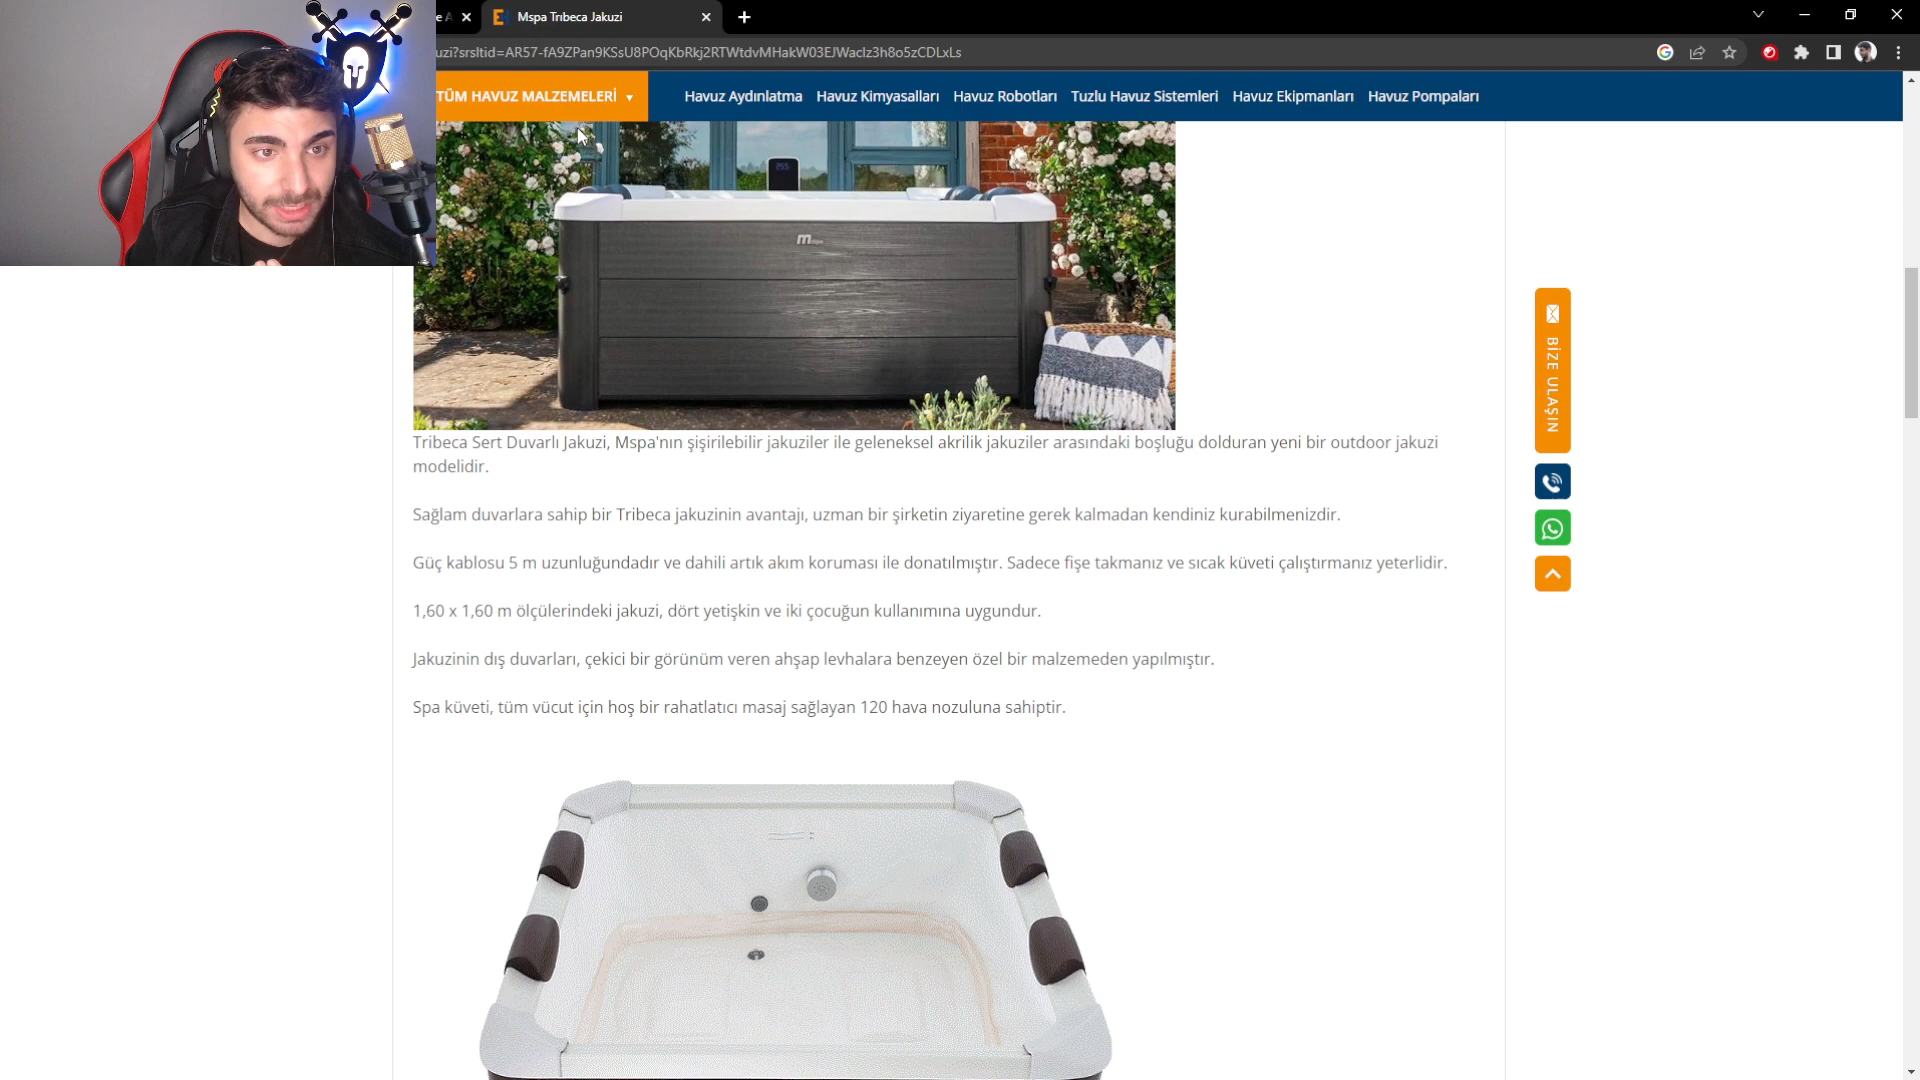 e A
Mspa Tribeca Jakuzi
uzi?srsltid=AR57-fA9ZPan9KSsU8POqKbRkj2RTWtdvMHakW03EJWaclz3h8o5zCDLxLs
TÜM HAVUZ MALZEMELERİ
Havuz Aydınlatma Havuz Kimyasalları Havuz Robotları Tuzlu Havuz Sistemleri Havuz Ekipmanları Havuz Pompaları
Tribeca Sert Duvarlı Jakuzi, Mspa'nın şişirilebilir jakuziler ile geleneksel akrilik jakuziler arasındaki boşluğu dolduran yeni bir outdoor jakuzi
modelidir.
Sağlam duvarlara sahip bir Tribeca jakuzinin avantajı, uzman bir şirketin ziyaretine gerek kalmadan kendiniz kurabilmenizdir.
Güç kablosu 5 m uzunluğundadır ve dahili artık akım koruması ile donatılmıştır. Sadece fişe takmanız ve sıcak küveti çalıştırmanız yeterlidir.
1,60 x 1,60 m ölçülerindeki jakuzi, dört yetişkin ve iki çocuğun kullanımına uygundur.
Jakuzinin dış duvarları, çekici bir görünüm veren ahşap levhalara benzeyen özel bir malzemeden yapılmıştır.
Spa küveti, tüm vücut için hoş bir rahatlatıcı masaj sağlayan 120 hava nozuluna sahiptir.
BİZE ULAŞIN